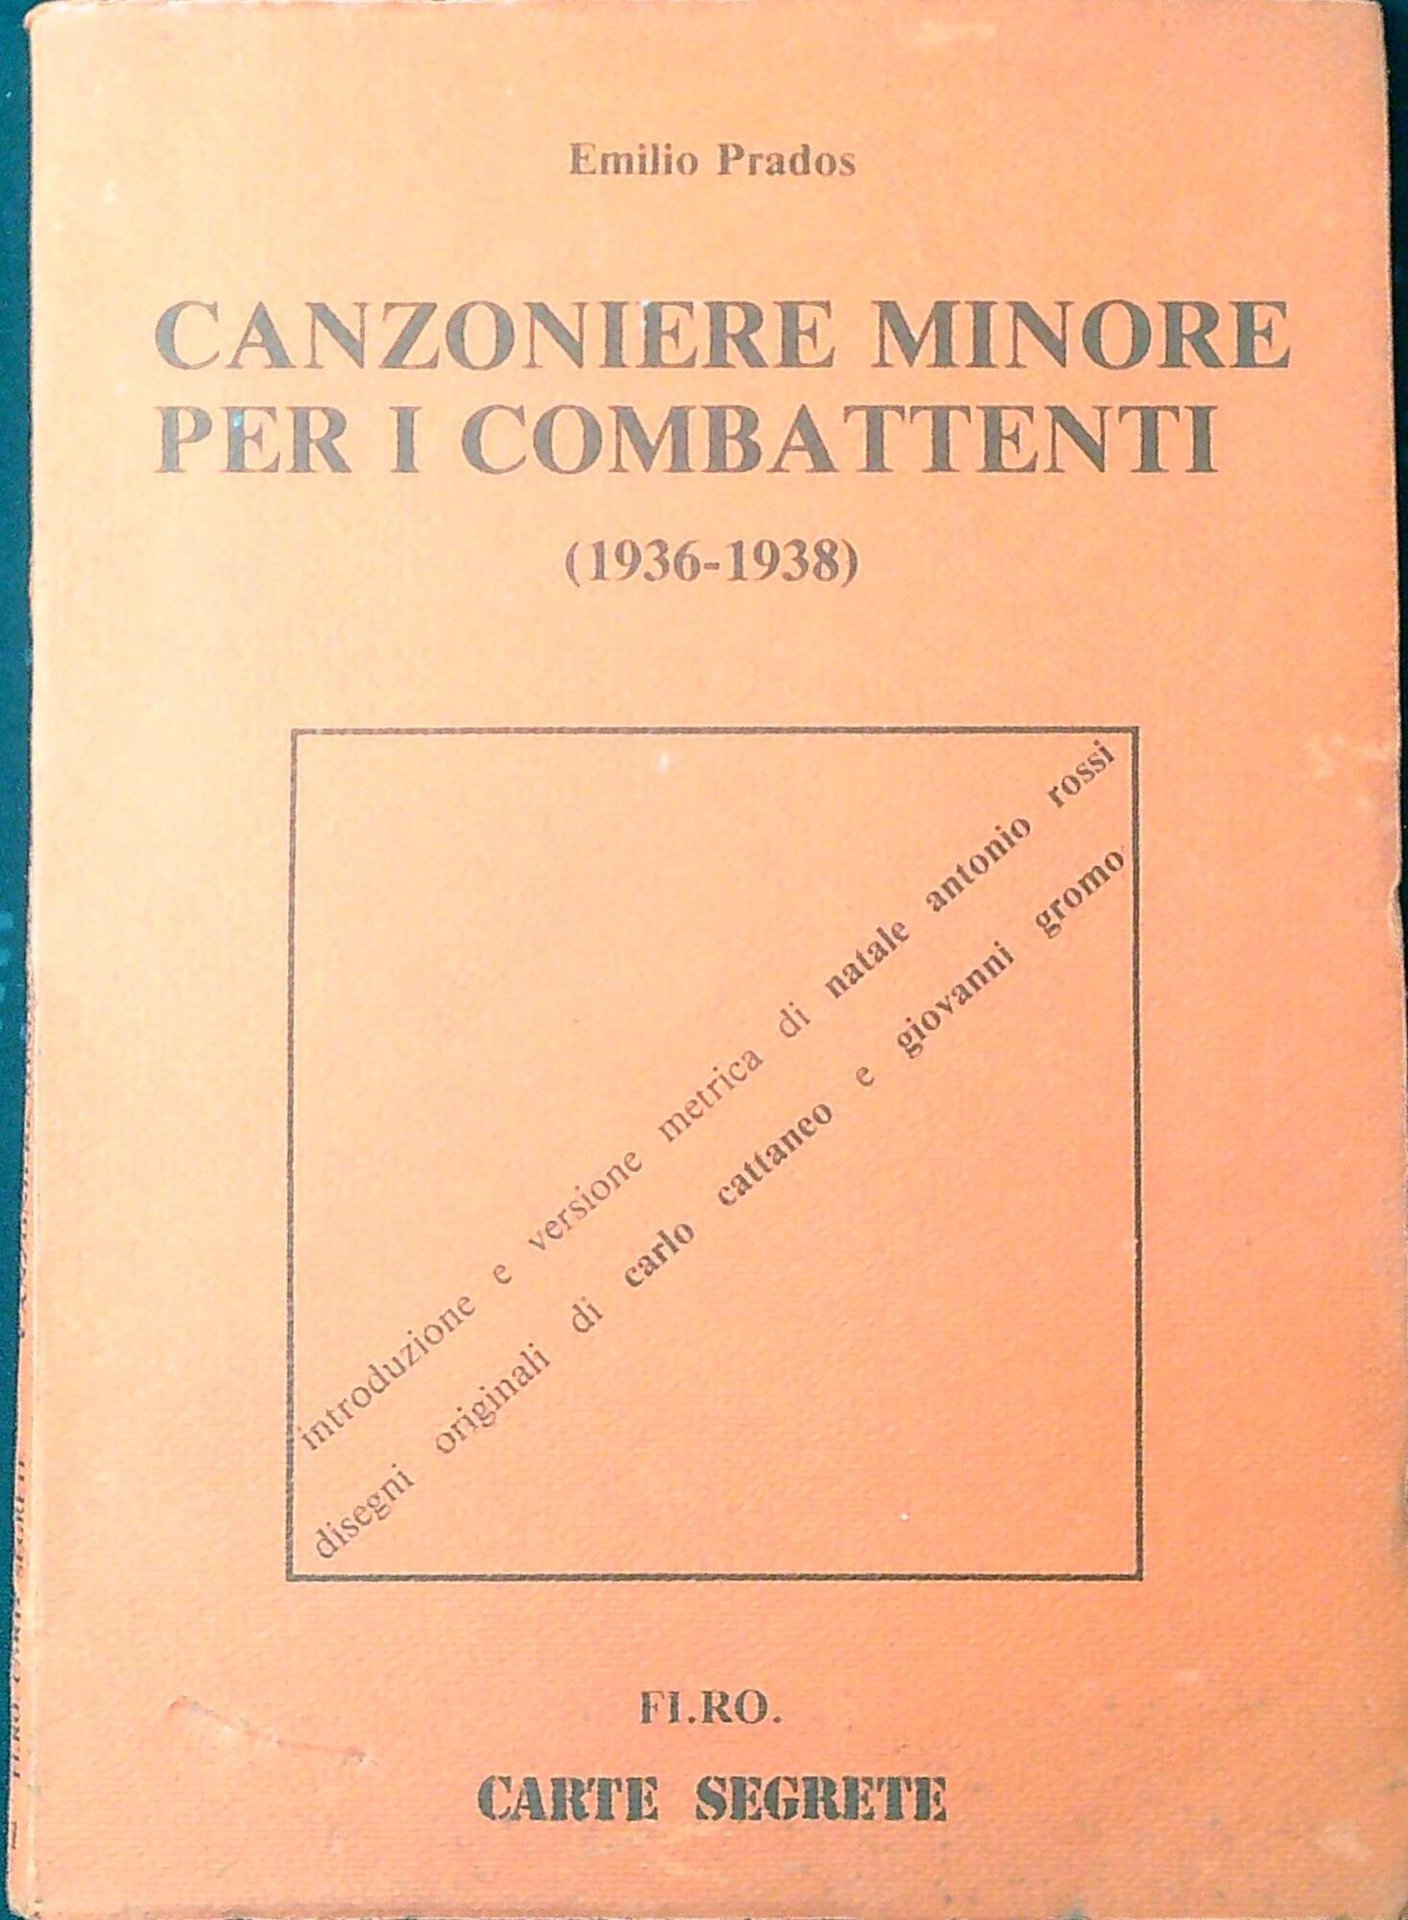 Emilio Prados
CANZONIERE MINORE
PER I COMBATTENTI
(1936-1938)
introduzione e versione metrica di natale antonio rossi
disegni originali di carlo cattaneo e giovanni gromo
FI.RO.
CARTE SEGRETE